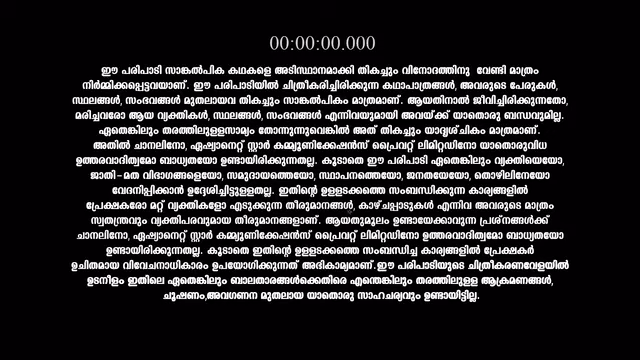 00:00:00.000
ഈ പരിപാടി സാങ്കൽപിക കഥകളെ അടിസ്ഥാനമാക്കി തികച്ചും വിനോദത്തിനു വേണ്ടി മാത്രം
നിർമ്മിക്കപ്പെട്ടവയാണ്. ഈ പരിപാടിയിൽ ചിത്രീകരിച്ചിരിക്കുന്ന കഥാപാത്രങ്ങൾ, അവരുടെ പേരുകൾ,
സ്ഥലങ്ങൾ, സംഭവങ്ങൾ മുതലായവ തികച്ചും സാങ്കൽപികം മാത്രമാണ്. ആയതിനാൽ ജീവിച്ചിരിക്കുന്നതോ,
മരിച്ചവരോ ആയ വ്യക്തികൾ, സ്ഥലങ്ങൾ, സംഭവങ്ങൾ എന്നിവയുമായി അവയ്ക്ക് യാതൊരു ബന്ധവുമില്ല.
ഏതെങ്കിലും തരത്തിലുള്ളസാമ്യം തോന്നുന്നുവെങ്കിൽ അത് തികച്ചും യാദൃശ്ചികം മാത്രമാണ്.
അതിൽ ചാനലിനോ, ഏഷ്യാനെറ്റ് സ്റ്റാർ കമ്മ്യൂണിക്കേഷൻസ് പ്രൈവറ്റ് ലിമിറ്റഡിനോ യാതൊരുവിധ
ഉത്തരവാദിത്വമോ ബാധ്യതയോ ഉണ്ടായിരിക്കുന്നതല്ല. കൂടാതെ ഈ പരിപാടി ഏതെങ്കിലും വ്യക്തിയെയോ,
ജാതി-മത വിഭാഗങ്ങളെയോ, സമുദായത്തെയോ, സ്ഥാപനത്തെയോ, ജനതയേയോ, തൊഴിലിനേയോ
വേദനിപ്പിക്കാൻ ഉദ്ദേശിച്ചിട്ടുള്ളതല്ല. ഇതിന്റെ ഉള്ളടക്കത്തെ സംബന്ധിക്കുന്ന കാര്യങ്ങളിൽ
പ്രേക്ഷകരോ മറ്റ് വ്യക്തികളോ എടുക്കുന്ന തീരുമാനങ്ങൾ, കാഴ്ചപ്പാടുകൾ എന്നിവ അവരുടെ മാത്രം
സ്വതന്ത്രവും വ്യക്തിപരവുമായ തീരുമാനങ്ങളാണ്. ആയതുമൂലം ഉണ്ടായേക്കാവുന്ന പ്രശ്നങ്ങൾക്ക്
ചാനലിനോ, ഏഷ്യാനെറ്റ് സ്റ്റാർ കമ്മ്യൂണിക്കേഷൻസ് പ്രൈവറ്റ് ലിമിറ്റഡിനോ ഉത്തരവാദിത്വമോ ബാധ്യതയോ
ഉണ്ടായിരിക്കുന്നതല്ല. കൂടാതെ ഇതിന്റെ ഉള്ളടക്കത്തെ സംബന്ധിച്ച കാര്യങ്ങളിൽ പ്രേക്ഷകർ
ഉചിതമായ വിവേചനാധികാരം ഉപയോഗിക്കുന്നത് അഭികാമ്യമാണ്.ഈ പരിപാടിയുടെ ചിത്രീകരണവേളയിൽ
ഉടനീളം ഇതിലെ ഏതെങ്കിലും ബാലതാരങ്ങൾക്കെതിരെ എന്തെങ്കിലും തരത്തിലുള്ള ആക്രമണങ്ങൾ,
ചൂഷണം,അവഗണന മുതലായ യാതൊരു സാഹചര്യവും ഉണ്ടായിട്ടില്ല.